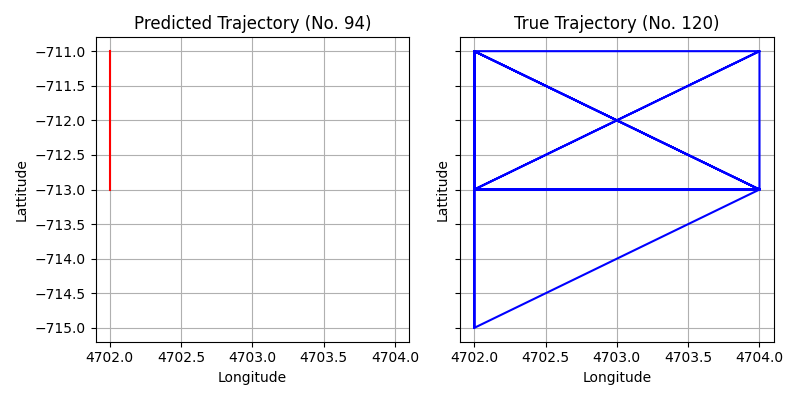 Predicted Trajectory (No. 94)
−711.0
−711.5
−712.0
−712.5
−713.0
−713.5
−714.0
−714.5
−715.0
Lattitude
4702.0 4702.5 4703.0 4703.5 4704.0
Longitude
True Trajectory (No. 120)
Lattitude
4702.0 4702.5 4703.0 4703.5 4704.0
Longitude